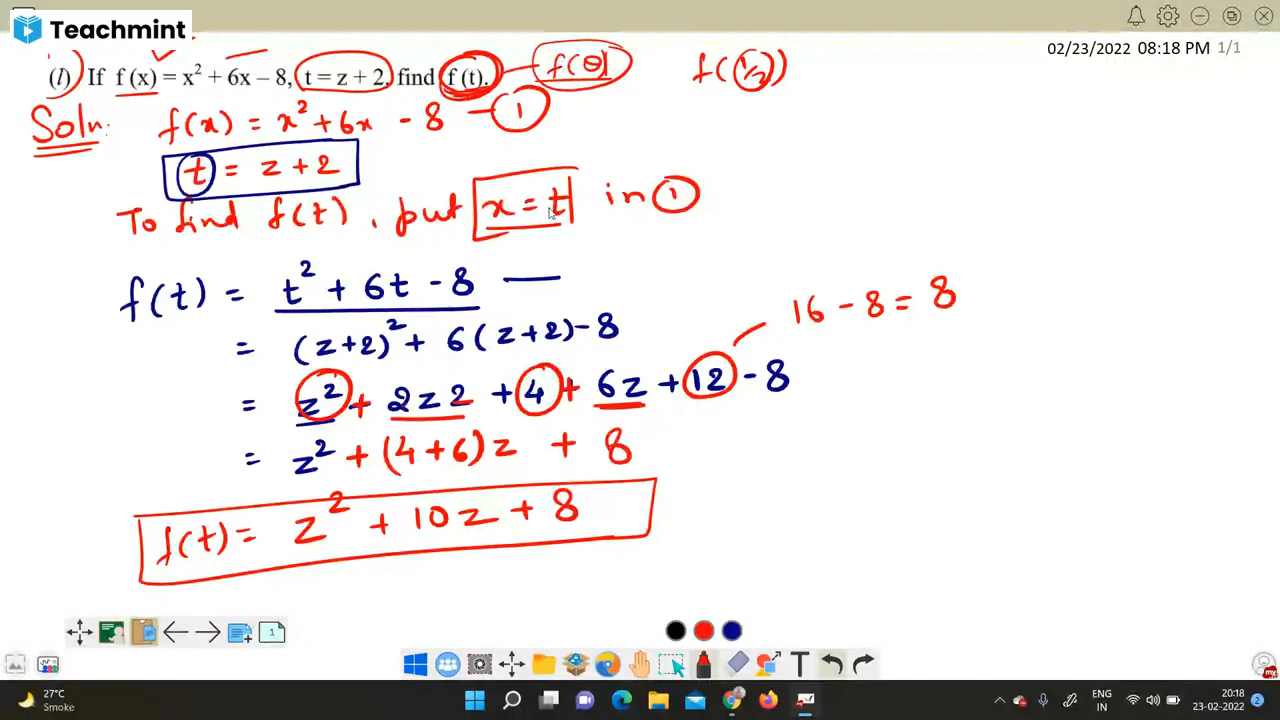 Teachmint
02/23/2022 08:18 PM 1/1
(l) If f (x) = x² + 6x – 8, t = z + 2, find f (t). f(θ) f(1/2)
Soln: f(x) = x² + 6x - 8 — 1
t = z + 2
To find f(t), put x = t in 1
f(t) = t² + 6t - 8 —
= (z+2)² + 6(z+2) - 8
16 - 8 = 8
= z² + 2z2 + 4 + 6z + 12 - 8
= z² + (4+6)z + 8
f(t) = z² + 10z + 8
1
T
27°C
Smoke
ENG
IN
20:18
23-02-2022
2